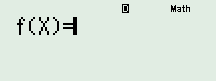 D Math
f(X)=